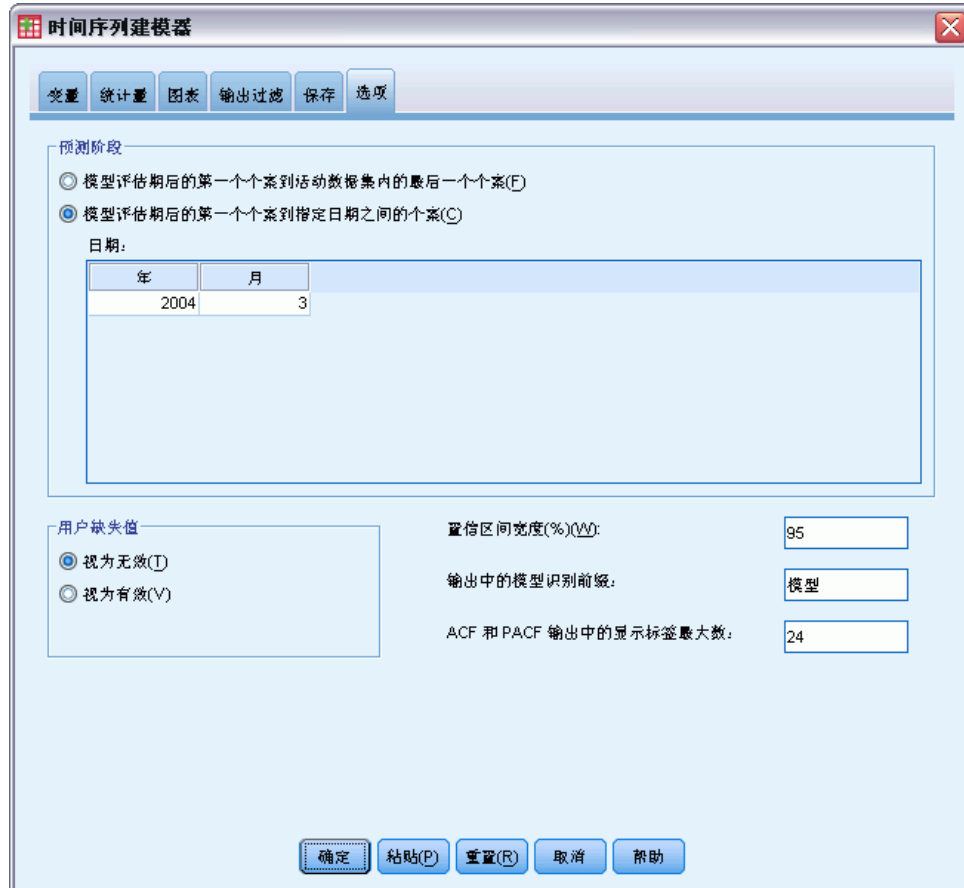 时间序列建模器
变量 统计量 图表 输出过滤 保存 选项
预测阶段
模型评估期后的第一个个案到活动数据集内的最后一个个案(F)
模型评估期后的第一个个案到指定日期之间的个案(C)
日期:
年 月
2004 3
用户缺失值
视为无效(T)
视为有效(V)
置信区间宽度(%)(W):
95
输出中的模型识别前缀:
模型
ACF 和 PACF 输出中的显示标签最大数:
24
确定 粘贴(P) 重置(R) 取消 帮助